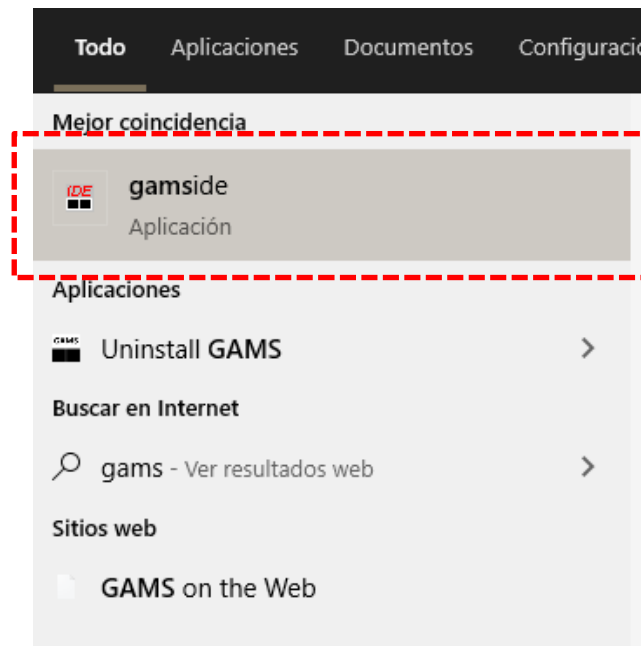 Todo Aplicaciones Documentos Configuraci
Mejor coincidencia
IDE
gamside
Aplicación
Aplicaciones
GAMS
Uninstall GAMS
Buscar en Internet
gams - Ver resultados web
Sitios web
GAMS on the Web